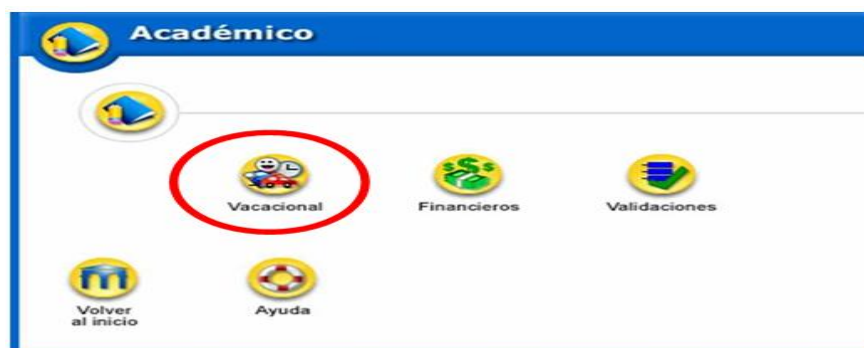 Académico
Vacacional
Financieros
Validaciones
Volver
al inicio
Ayuda